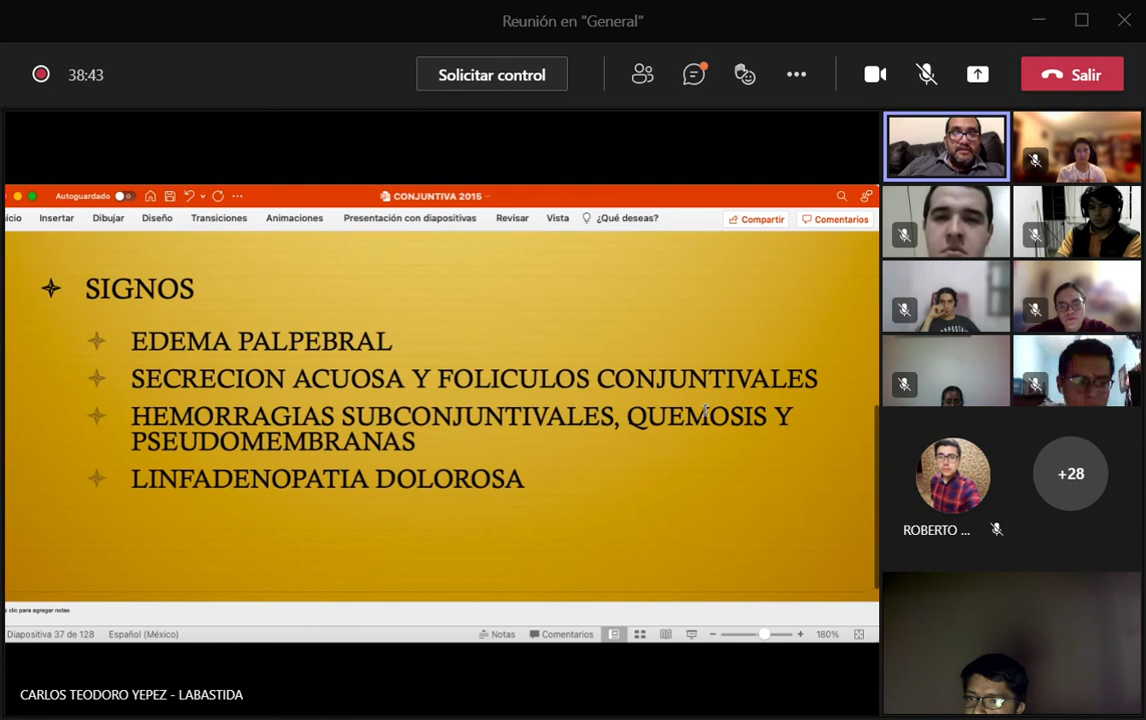 Reunión en "General"
38:43
Solicitar control
Salir
Autoguardado
CONJUNTIVA 2015
icio Insertar Dibujar Diseño Transiciones Animaciones Presentación con diapositivas Revisar Vista ¿Qué deseas? Compartir Comentarios
SIGNOS
EDEMA PALPEBRAL
SECRECION ACUOSA Y FOLICULOS CONJUNTIVALES
HEMORRAGIAS SUBCONJUNTIVALES, QUEMOSIS Y
PSEUDOMEMBRANAS
LINFADENOPATIA DOLOROSA
+28
ROBERTO ...
c clic para agregar notas
Diapositiva 37 de 128 Español (México) Notas Comentarios 180%
CARLOS TEODORO YEPEZ - LABASTIDA